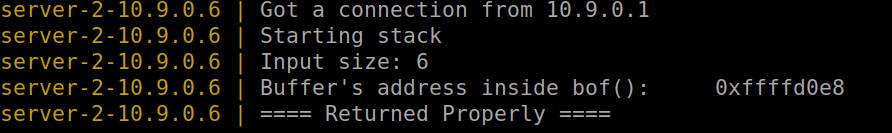 server-2-10.9.0.6 | Got a connection from 10.9.0.1
server-2-10.9.0.6 | Starting stack
server-2-10.9.0.6 | Input size: 6
server-2-10.9.0.6 | Buffer's address inside bof():     0xffffd0e8
server-2-10.9.0.6 | ==== Returned Properly ====